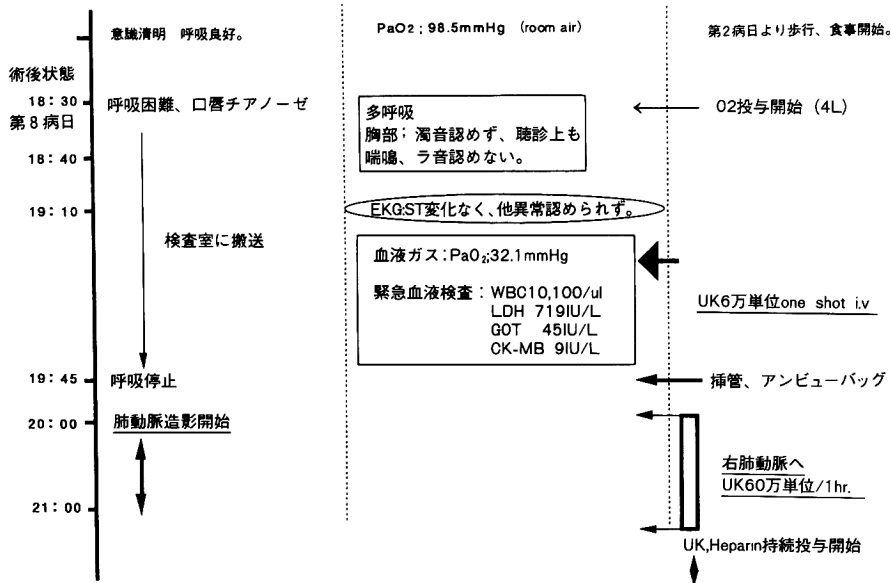 意識清明 呼吸良好。
PaO2 ; 98.5mmHg (room air)
第2病日より歩行、食事開始。
術後状態
18:30
第8病日
呼吸困難、口唇チアノーゼ
多呼吸
胸部:濁音認めず、聴診上も
喘鳴、ラ音認めない。
O2投与開始 (4L)
18:40
19:10
EKG:ST変化なく、他異常認められず。
検査室に搬送
血液ガス:PaO2;32.1mmHg
緊急血液検査:WBC10,100/ul
LDH 719IU/L
GOT 45IU/L
CK-MB 9IU/L
UK6万単位one shot i.v
19:45
呼吸停止
挿管、アンビューバッグ
20:00
肺動脈造影開始
右肺動脈へ
UK60万単位/1hr.
21:00
UK,Heparin持続投与開始